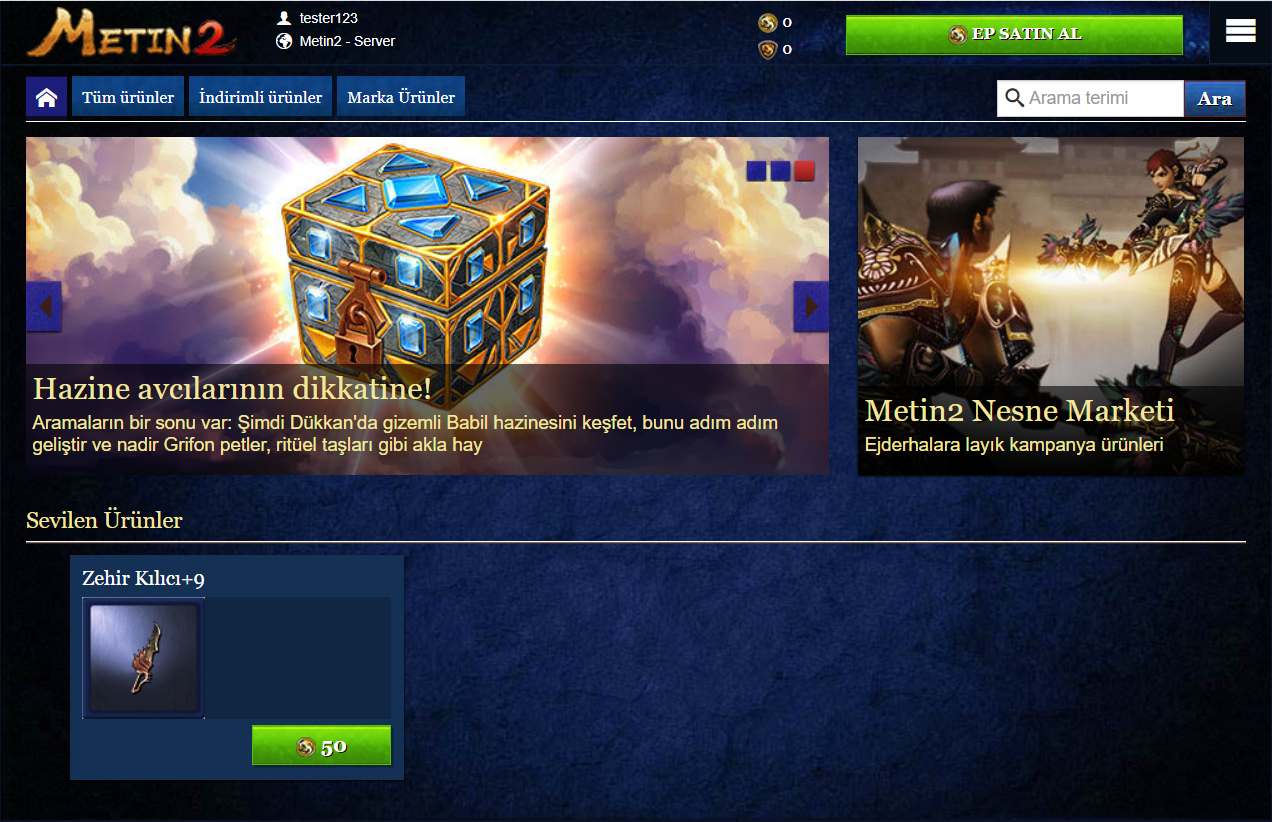 METIN2
tester123
Metin2 - Server
0
0
EP SATIN AL
Tüm ürünler
İndirimli ürünler
Marka Ürünler
Arama terimi
Ara
Hazine avcılarının dikkatine!
Aramaların bir sonu var: Şimdi Dükkan'da gizemli Babil hazinesini keşfet, bunu adım adım
geliştir ve nadir Grifon petler, ritüel taşları gibi akla hay
Metin2 Nesne Marketi
Ejderhalara layık kampanya ürünleri
Sevilen Ürünler
Zehir Kılıcı+9
50